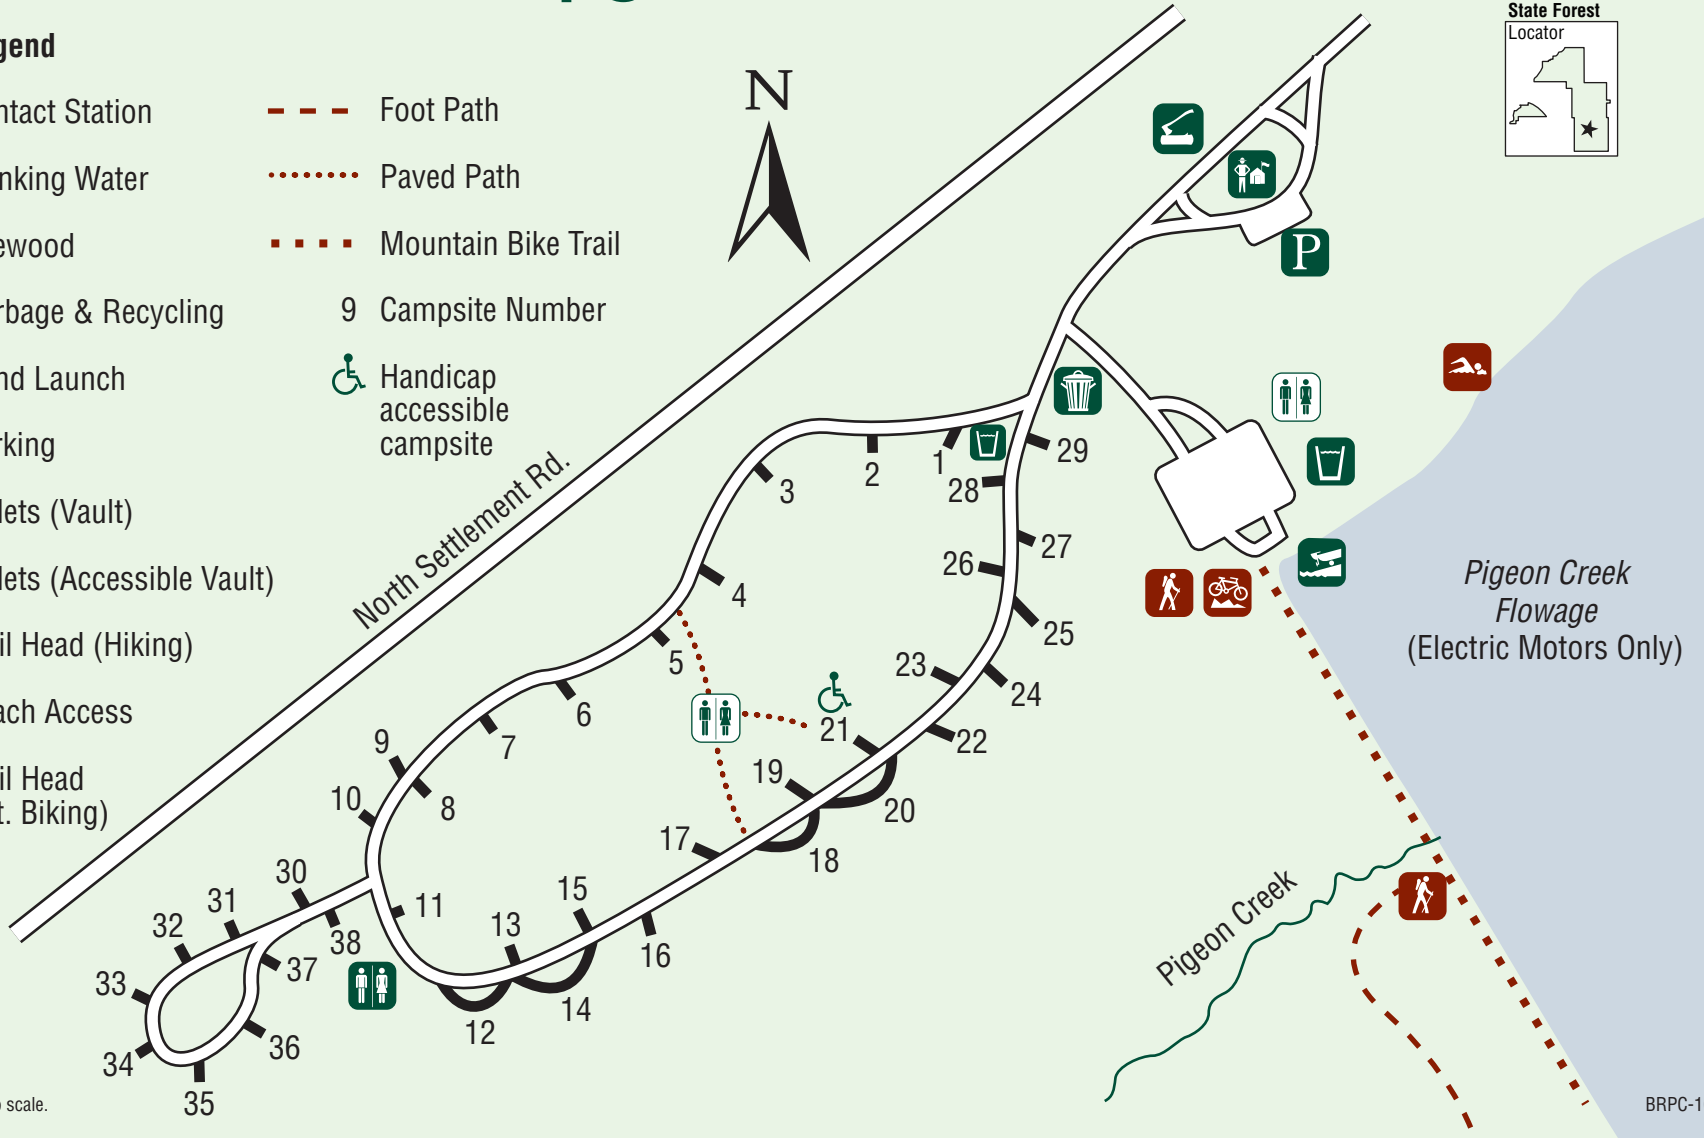 gend
ntact Station
nking Water
ewood
rbage & Recycling
nd Launch
rking
lets (Vault)
lets (Accessible Vault)
il Head (Hiking)
ach Access
il Head
t. Biking)
Foot Path
Paved Path
Mountain Bike Trail
9 Campsite Number
Handicap
accessible
campsite
N
State Forest
Locator
P
North Settlement Rd.
1
2
3
4
5
6
7
8
9
10
11
12
13
14
15
16
17
18
19
20
21
22
23
24
25
26
27
28
29
30
31
32
33
34
35
36
37
38
Pigeon Creek
Flowage
(Electric Motors Only)
Pigeon Creek
scale.
BRPC-1